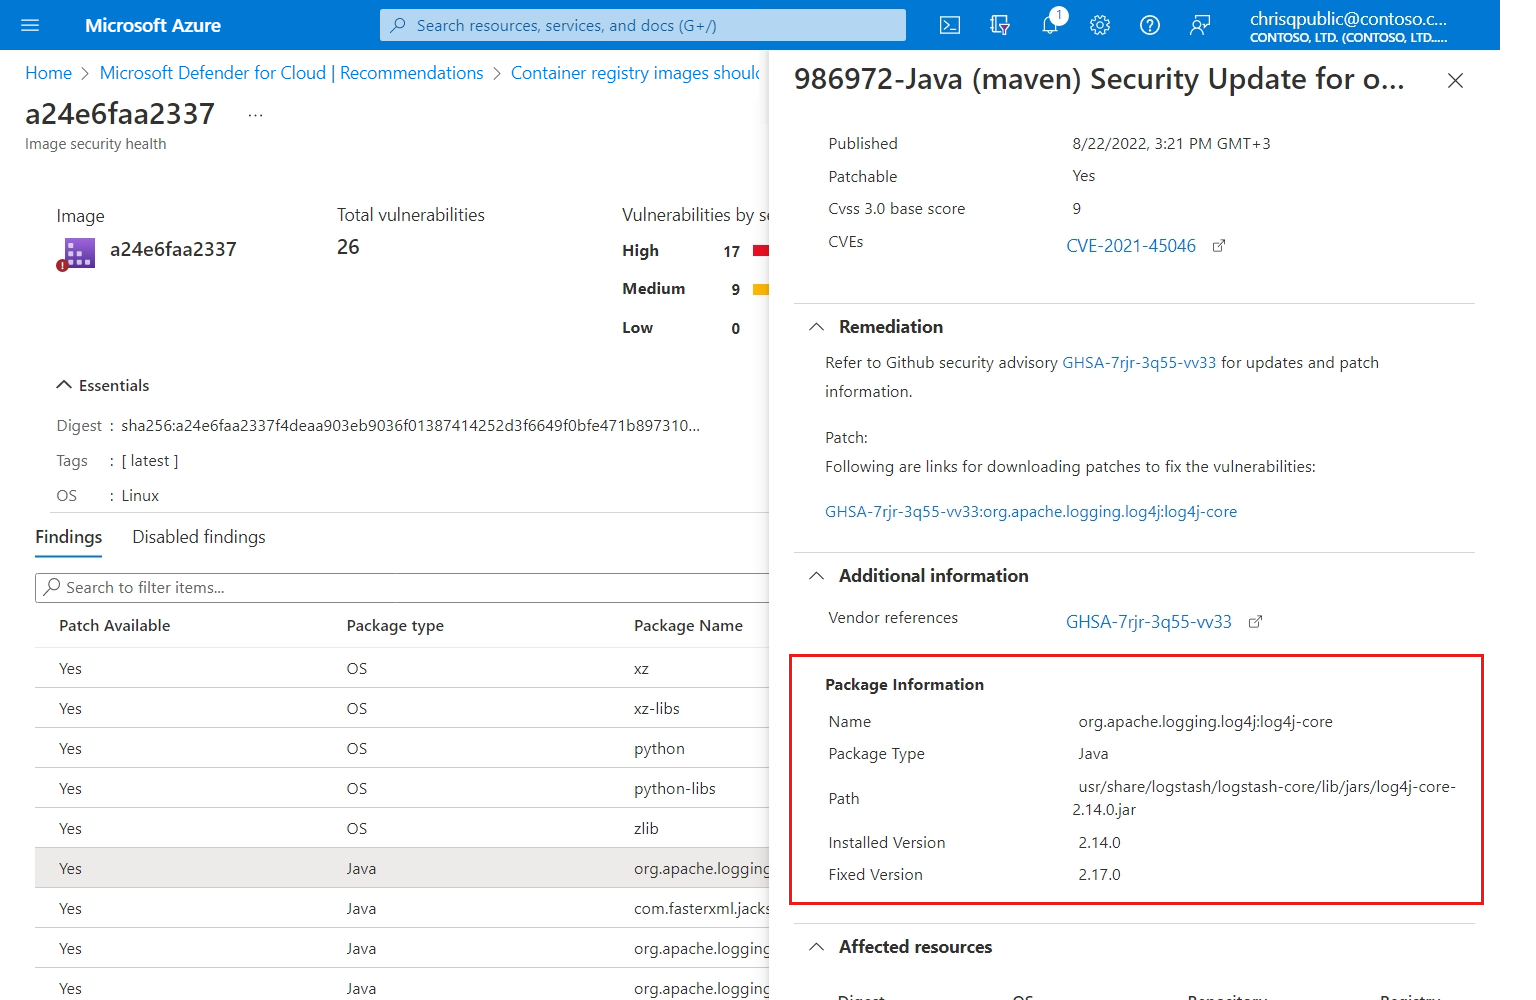 Microsoft Azure
Search resources, services, and docs (G+/)
1
chrisqpublic@contoso.c...
CONTOSO, LTD. (CONTOSO, LTD.....
Home > Microsoft Defender for Cloud | Recommendations > Container registry images should
a24e6faa2337 ...
Image security health
Image
a24e6faa2337
Total vulnerabilities
26
Vulnerabilities by se
High 17
Medium 9
Low 0
Essentials
Digest : sha256:a24e6faa2337f4deaa903eb9036f01387414252d3f6649f0bfe471b897310...
Tags : [ latest ]
OS : Linux
Findings Disabled findings
Search to filter items...
Patch Available Package type Package Name
Yes OS xz
Yes OS xz-libs
Yes OS python
Yes OS python-libs
Yes OS zlib
Yes Java org.apache.logging
Yes Java com.fasterxml.jacks
Yes Java org.apache.logging
Yes Java org.apache.logging
986972-Java (maven) Security Update for o...
Published 8/22/2022, 3:21 PM GMT+3
Patchable Yes
Cvss 3.0 base score 9
CVEs CVE-2021-45046
Remediation
Refer to Github security advisory GHSA-7rjr-3q55-vv33 for updates and patch
information.
Patch:
Following are links for downloading patches to fix the vulnerabilities:
GHSA-7rjr-3q55-vv33:org.apache.logging.log4j:log4j-core
Additional information
Vendor references GHSA-7rjr-3q55-vv33
Package Information
Name org.apache.logging.log4j:log4j-core
Package Type Java
Path usr/share/logstash/logstash-core/lib/jars/log4j-core-
2.14.0.jar
Installed Version 2.14.0
Fixed Version 2.17.0
Affected resources
Digest OS Repository Registry